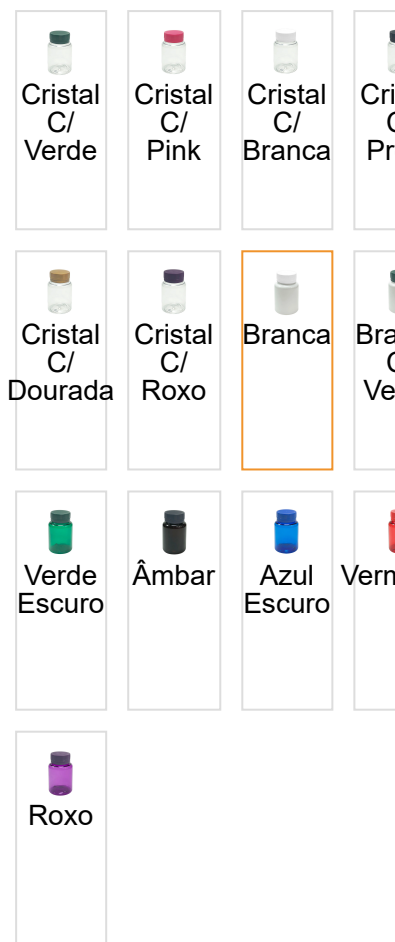 Cristal
C/
Verde
Cristal
C/
Pink
Cristal
C/
Branca
Cristal
C/
Dourada
Cristal
C/
Roxo
Branca
Verde
Escuro
Âmbar
Azul
Escuro
Roxo